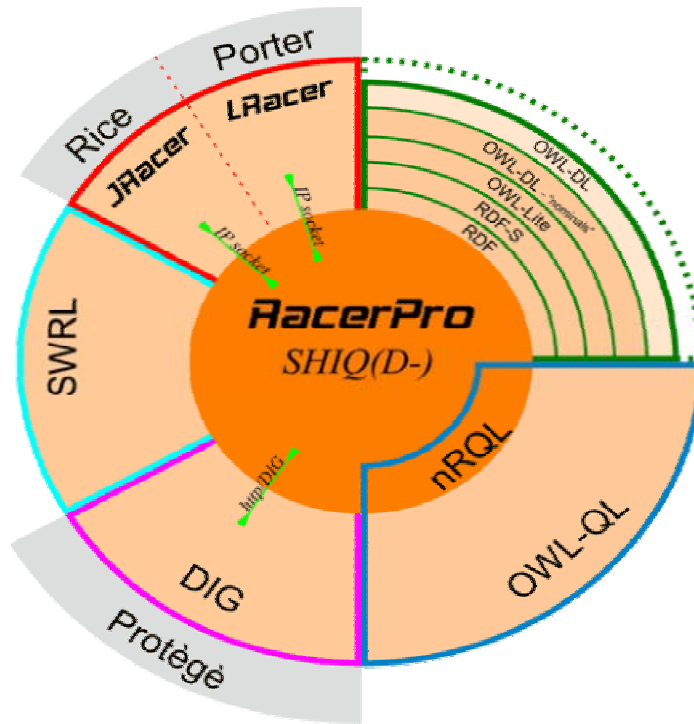 Porter
Rice
LRacer
JRacer
IP socket
IP socket
OWL-DL
OWL-DL - "nominals"
OWL-Lite
RDF-S
RDF
RacerPro
SHIQ(D-)
SWRL
http/DIG
nRQL
OWL-QL
DIG
Protègè